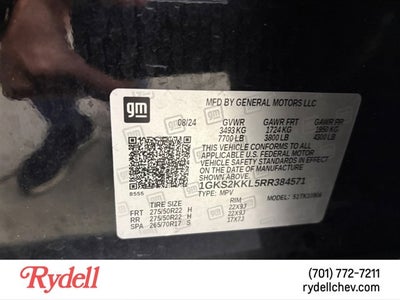 gm
MFD BY GENERAL MOTORS LLC
08/24 GVWR GAWR FRT GAWR RR
3493 KG 1724 KG 1950 KG
7700 LB 3800 LB 4300 LB
THIS VEHICLE CONFORMS TO ALL APPLICABLE
U.S. FEDERAL MOTOR VEHICLE SAFETY
STANDARDS IN EFFECT ON THE DATE OF
MANUFACTURE SHOWN ABOVE.
1GKS2KKL5RR384571
TYPE: MPV MODEL:
TIRE SIZE RIM
FRT 275/50R22 H 22X9J
RR 275/50R22 H 22X9J
SPA 265/70R17 S 17X7J
Rydell
(701) 772-7211
rydellchev.com